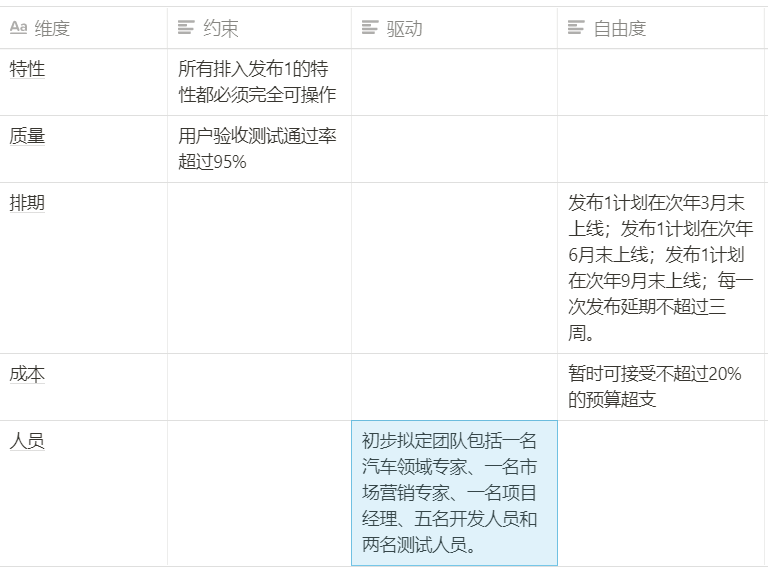 Aa 维度 约束 驱动 自由度
特性
所有排入发布1的特
性都必须完全可操作
质量
用户验收测试通过率
超过95%
排期
发布1计划在次年3月末
上线；发布1计划在次年
6月末上线；发布1计划
在次年9月末上线；每一
次发布延期不超过三
周。
成本
暂时可接受不超过20%
的预算超支
人员
初步拟定团队包括一名
汽车领域专家、一名市
场营销专家、一名项目
经理、五名开发人员和
两名测试人员。